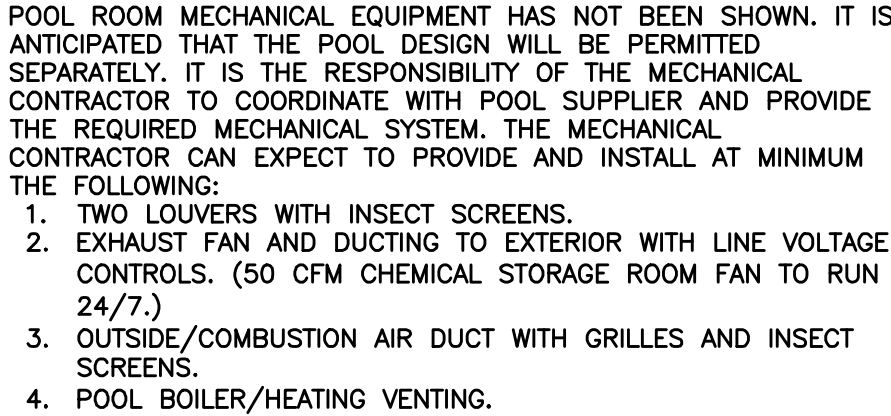 POOL ROOM MECHANICAL EQUIPMENT HAS NOT BEEN SHOWN. IT IS
ANTICIPATED THAT THE POOL DESIGN WILL BE PERMITTED
SEPARATELY. IT IS THE RESPONSIBILITY OF THE MECHANICAL
CONTRACTOR TO COORDINATE WITH POOL SUPPLIER AND PROVIDE
THE REQUIRED MECHANICAL SYSTEM. THE MECHANICAL
CONTRACTOR CAN EXPECT TO PROVIDE AND INSTALL AT MINIMUM
THE FOLLOWING:
1. TWO LOUVERS WITH INSECT SCREENS.
2. EXHAUST FAN AND DUCTING TO EXTERIOR WITH LINE VOLTAGE
CONTROLS. (50 CFM CHEMICAL STORAGE ROOM FAN TO RUN
24/7.)
3. OUTSIDE/COMBUSTION AIR DUCT WITH GRILLES AND INSECT
SCREENS.
4. POOL BOILER/HEATING VENTING.